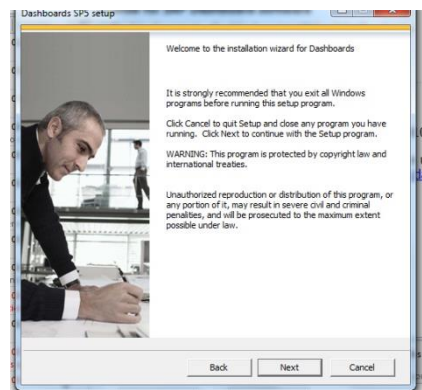 Dashboards SP5 setup
Welcome to the installation wizard for Dashboards
It is strongly recommended that you exit all Windows
programs before running this setup program.
Click Cancel to quit Setup and close any program you have
running. Click Next to continue with the Setup program.
WARNING: This program is protected by copyright law and
international treaties.
Unauthorized reproduction or distribution of this program, or
any portion of it, may result in severe civil and criminal
penalities, and will be prosecuted to the maximum extent
possible under law.
Back
Next
Cancel